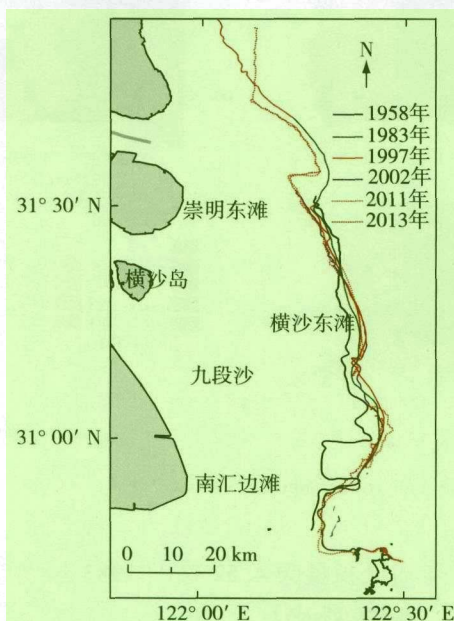 N
1958年
1983年
1997年
2002年
2011年
2013年
31° 30′ N
崇明东滩
横沙岛
横沙东滩
九段沙
31° 00′ N
南汇边滩
0 10 20 km
122° 00′ E 122° 30′ E